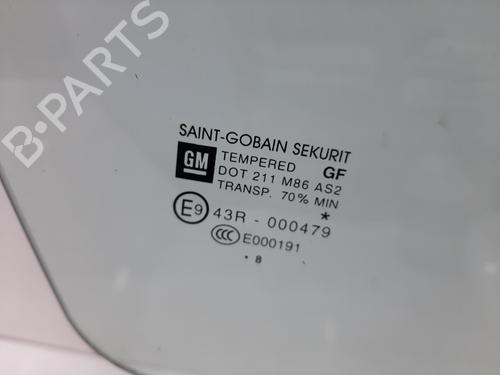 B-PARTS
SAINT-GOBAIN SEKURIT
GM TEMPERED GF
DOT 211 M86 AS2
TRANSP. 70% MIN
*
E9 43R - 000479
CCC E000191
. 8